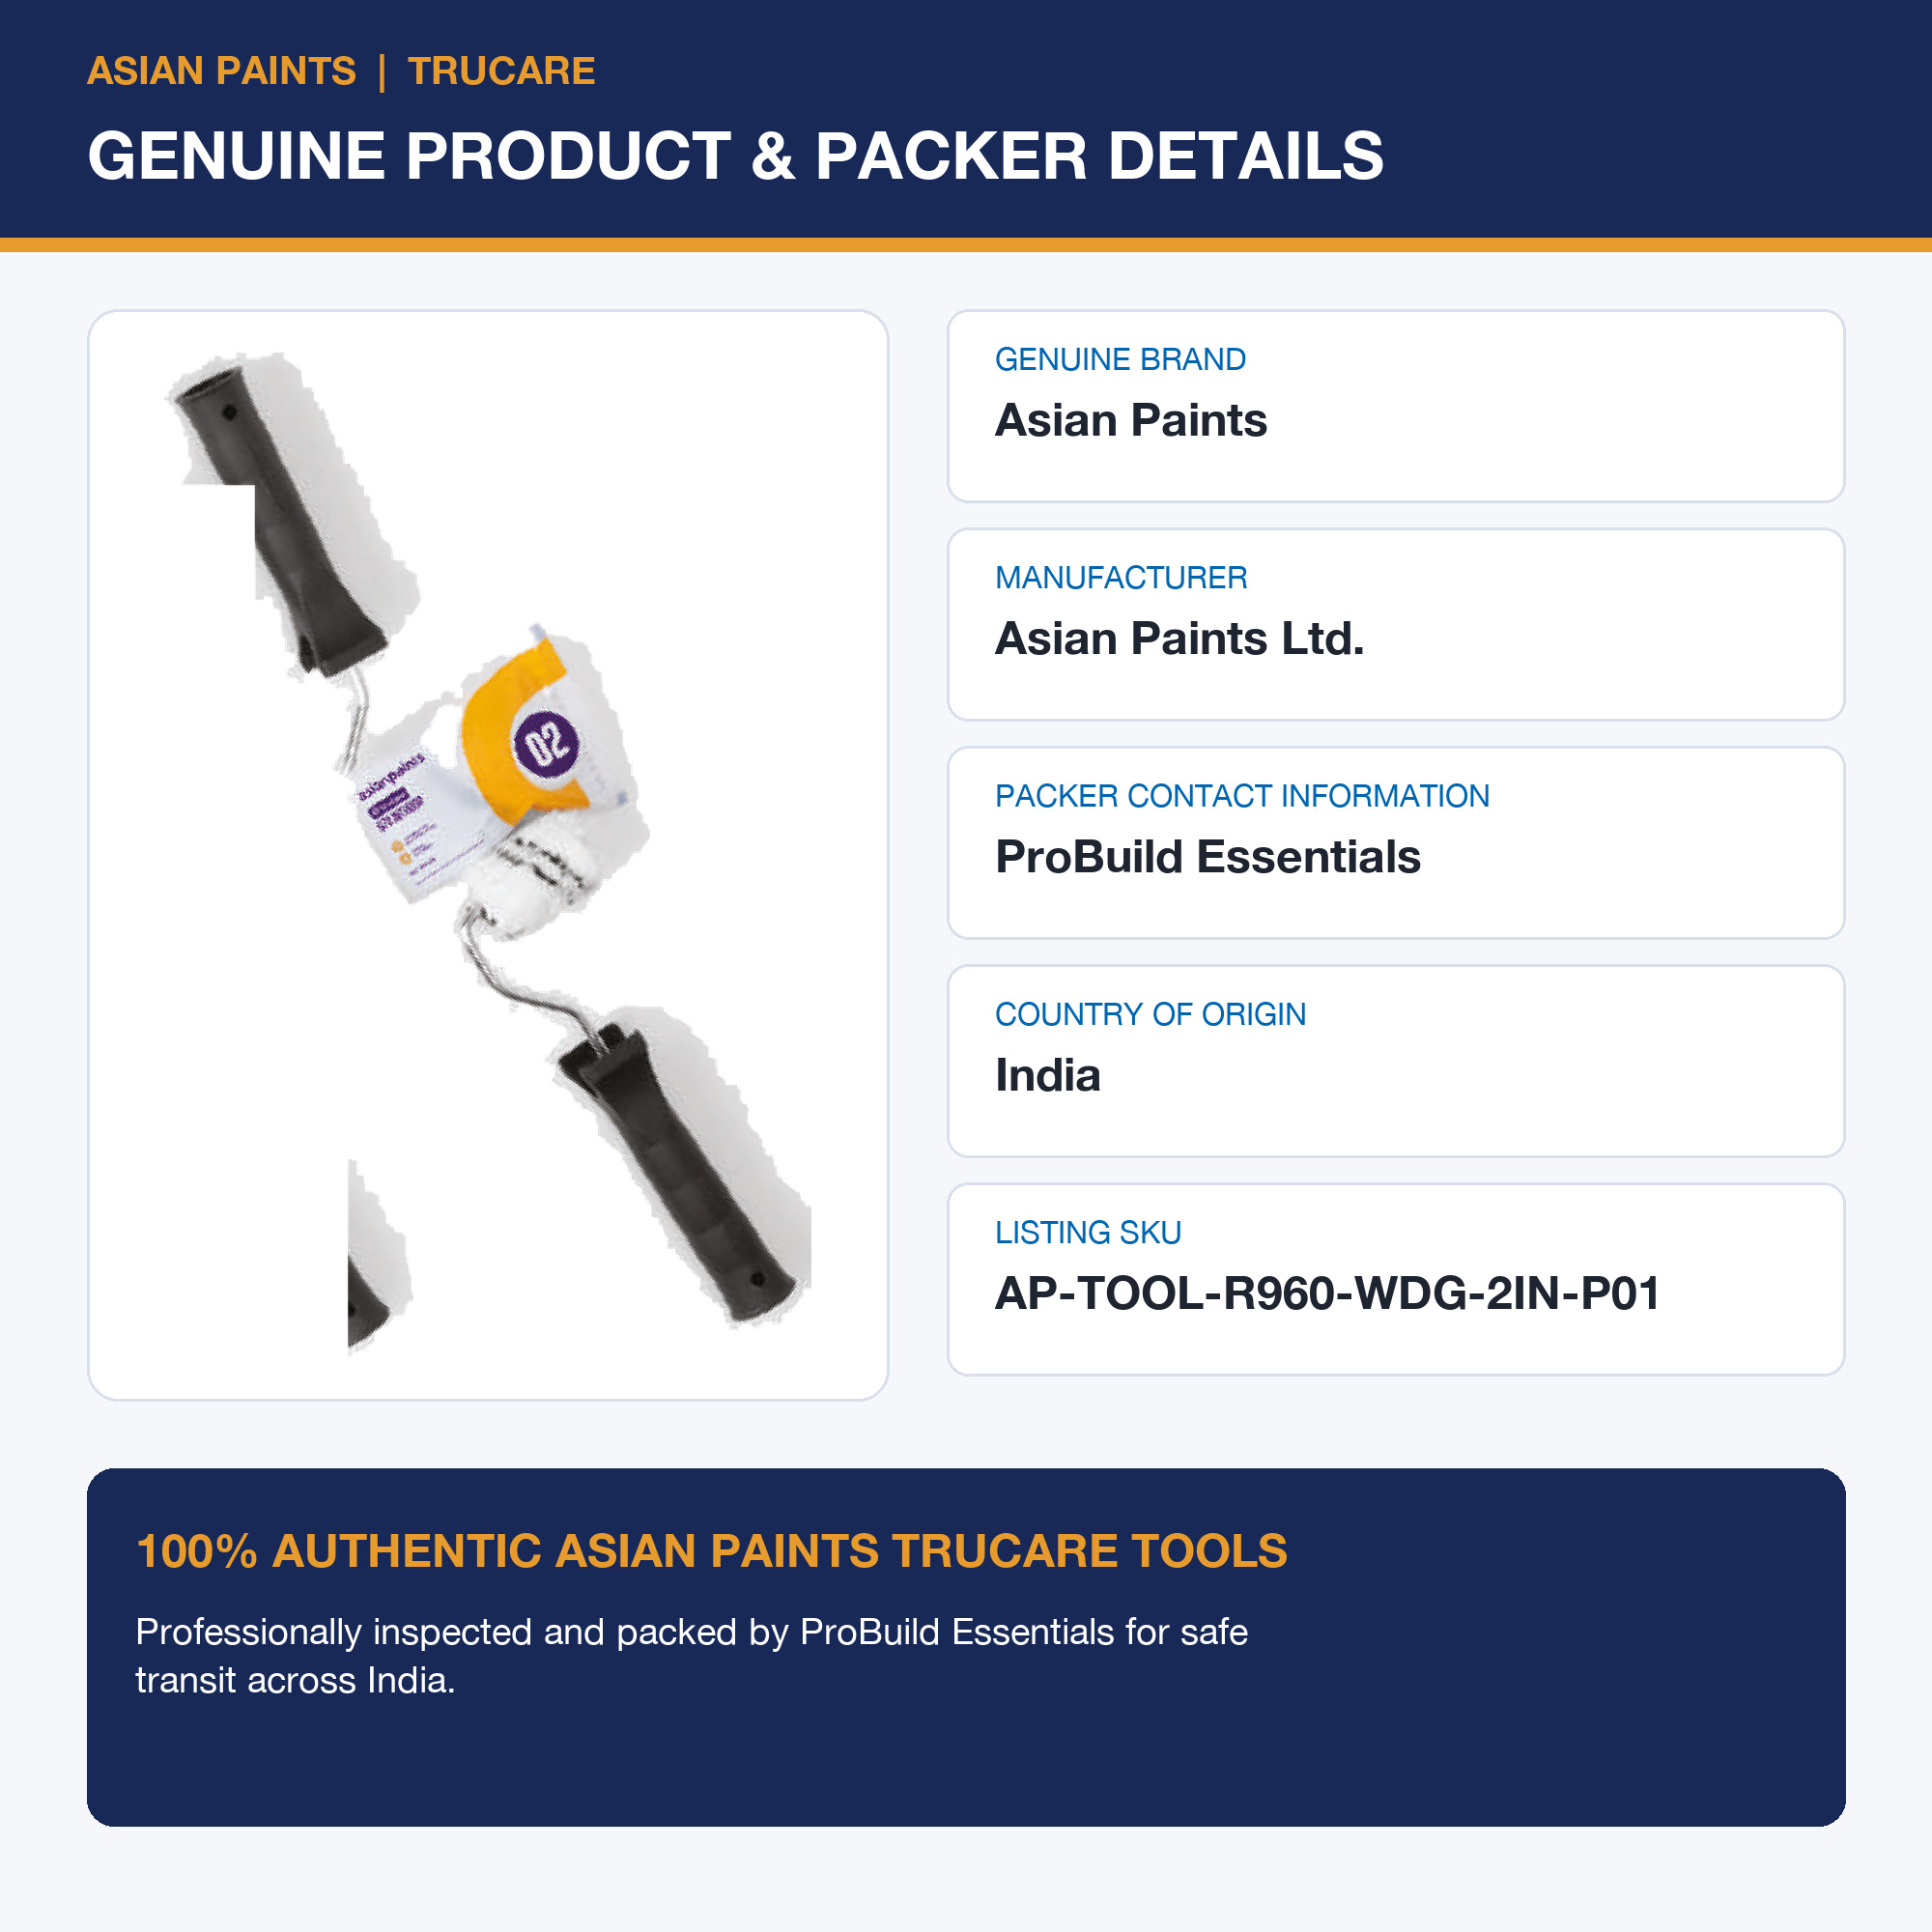 ASIAN PAINTS | TRUCARE
GENUINE PRODUCT & PACKER DETAILS
02
asianpaints
GENUINE BRAND
Asian Paints
MANUFACTURER
Asian Paints Ltd.
PACKER CONTACT INFORMATION
ProBuild Essentials
COUNTRY OF ORIGIN
India
LISTING SKU
AP-TOOL-R960-WDG-2IN-P01
100% AUTHENTIC ASIAN PAINTS TRUCARE TOOLS
Professionally inspected and packed by ProBuild Essentials for safe
transit across India.